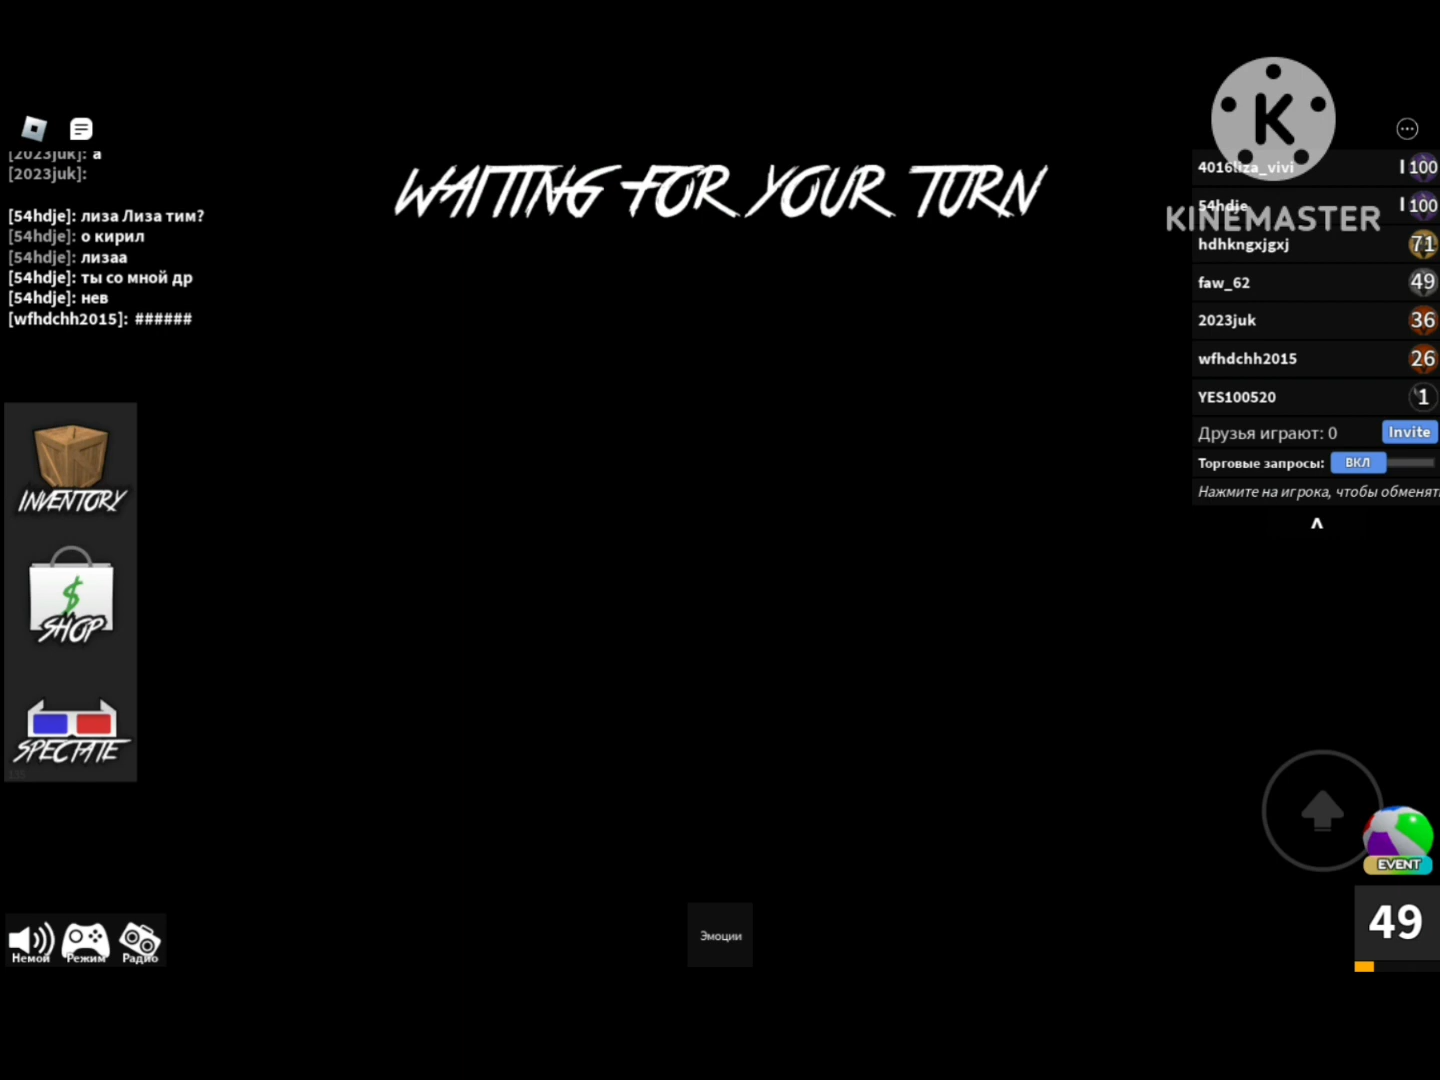 [2023juk]: а
[2023juk]:
[54hdje]: лиза Лиза тим?
[54hdje]: о кирил
[54hdje]: лизаа
[54hdje]: ты со мной др
[54hdje]: нев
[wfhdchh2015]: ######
WAITING FOR YOUR TURN
K
KINEMASTER
4016liza_vivi I 100
54hdje I 100
hdhkngxjgxj 71
faw_62 49
2023juk 36
wfhdchh2015 26
YES100520 1
Друзья играют: 0 Invite
Торговые запросы: ВКЛ
Нажмите на игрока, чтобы обменят
INVENTORY
$
SHOP
SPECTATE
EVENT
49
Немой Режим Радио
Эмоции